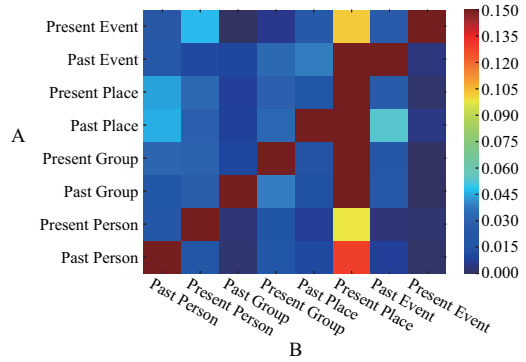 Present Event
Past Event
Present Place
Past Place
Present Group
Past Group
Present Person
Past Person
A
Past Person
Present Person
Past Group
Present Group
Past Place
Present Place
Past Event
Present Event
B
0.150
0.135
0.120
0.105
0.090
0.075
0.060
0.045
0.030
0.015
0.000